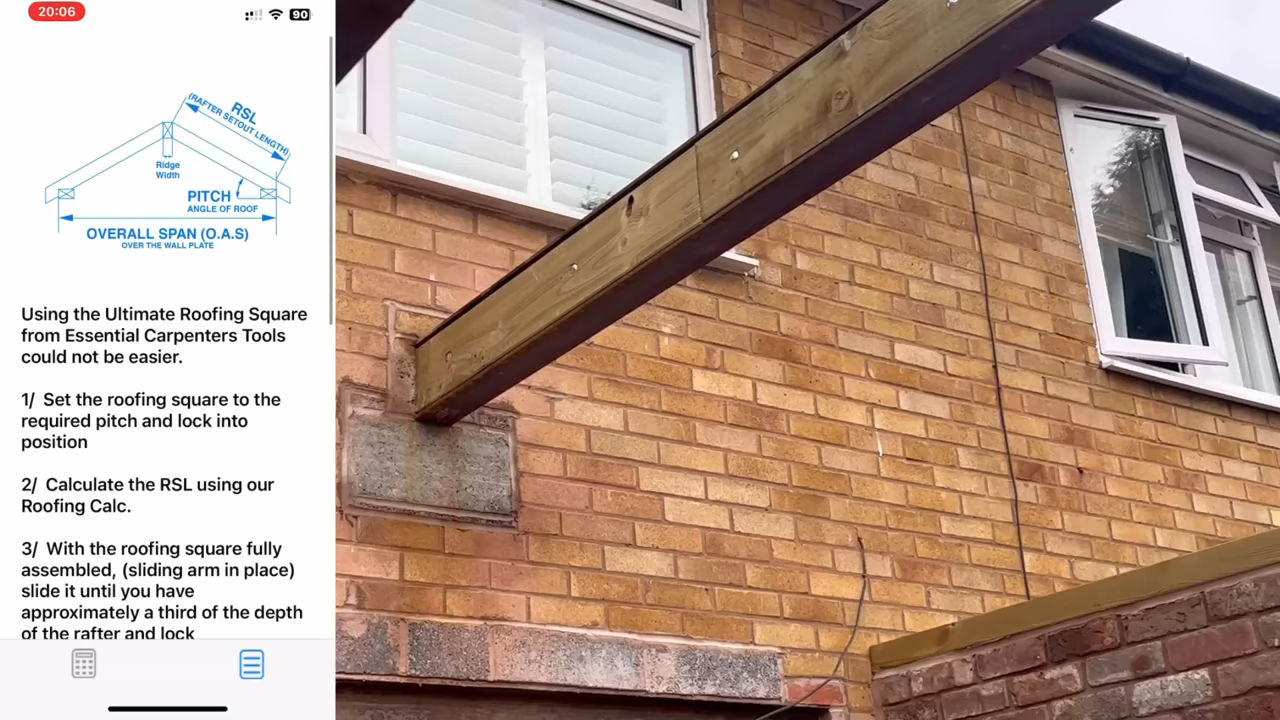 20:06
90
RSL
(RAFTER SETOUT LENGTH)
Ridge
Width
PITCH
ANGLE OF ROOF
OVERALL SPAN (O.A.S)
OVER THE WALL PLATE
Using the Ultimate Roofing Square
from Essential Carpenters Tools
could not be easier.
1/ Set the roofing square to the
required pitch and lock into
position
2/ Calculate the RSL using our
Roofing Calc.
3/ With the roofing square fully
assembled, (sliding arm in place)
slide it until you have
approximately a third of the depth
of the rafter and lock